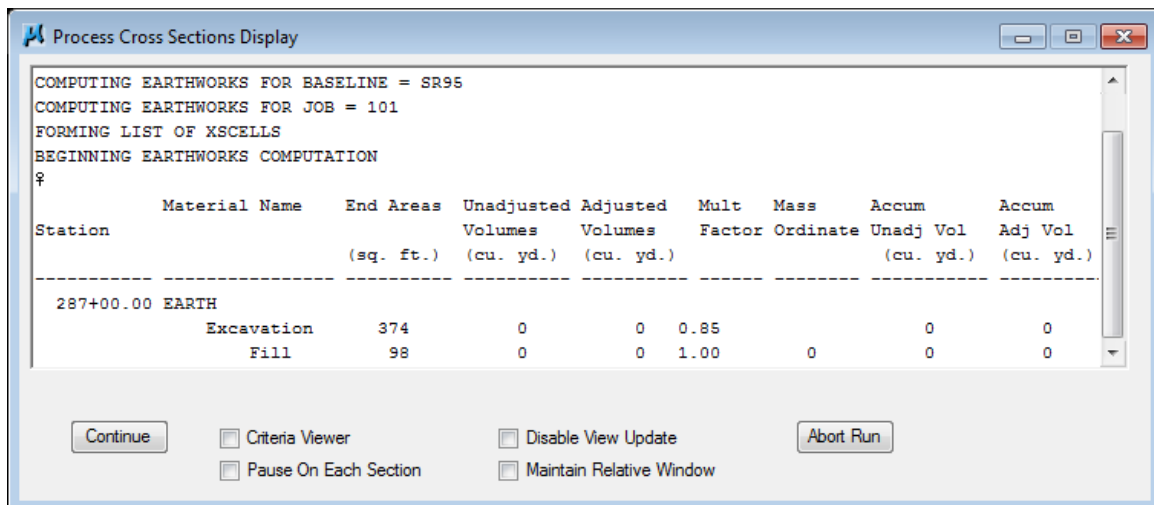 Process Cross Sections Display
COMPUTING EARTHWORKS FOR BASELINE = SR95
COMPUTING EARTHWORKS FOR JOB = 101
FORMING LIST OF XSCELLS
BEGINNING EARTHWORKS COMPUTATION
♀
Material Name End Areas Unadjusted Adjusted Mult Mass Accum Accum
Station Volumes Volumes Factor Ordinate Unadj Vol Adj Vol
(sq. ft.) (cu. yd.) (cu. yd.) (cu. yd.) (cu. yd.)
----------- ---------------- ---------- ---------- ---------- ------ -------- ----------- ---------
287+00.00 EARTH
Excavation 374 0 0 0.85 0 0
Fill 98 0 0 1.00 0 0 0
Continue Criteria Viewer Disable View Update Abort Run
Pause On Each Section Maintain Relative Window